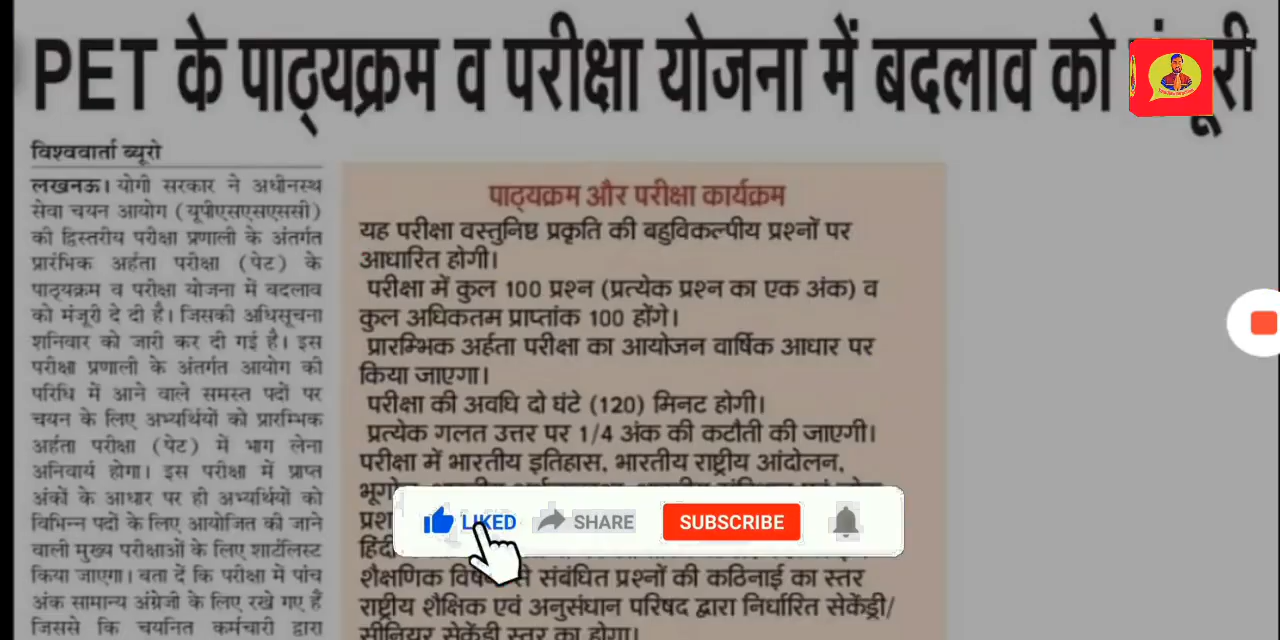 PET के पाठ्यक्रम व परीक्षा योजना में बदलाव को
विश्ववार्ता ब्यूरो
लखनऊ। योगी सरकार ने अधीनस्थ
सेवा चयन आयोग (यूपीएसएसएससी)
की द्विस्तरीय परीक्षा प्रणाली के अंतर्गत
प्रारंभिक अर्हता परीक्षा (पेट) के
पाठ्यक्रम व परीक्षा योजना में बदलाव
को मंजूरी दे दी है। जिसकी अधिसूचना
शनिवार को जारी कर दी गई है। इस
परीक्षा प्रणाली के अंतर्गत आयोग की
परिधि में आने वाले समस्त पदों पर
चयन के लिए अभ्यर्थियों को प्रारम्भिक
अर्हता परीक्षा (पेट) में भाग लेना
अनिवार्य होगा। इस परीक्षा में प्राप्त
अंकों के आधार पर ही अभ्यर्थियों को
विभिन्न पदों के लिए आयोजित की जाने
वाली मुख्य परीक्षाओं के लिए शार्टलिस्ट
किया जाएगा। बता दें कि परीक्षा में पांच
अंक सामान्य अंग्रेजी के लिए रखे गए हैं
जिससे कि चयनित कर्मचारी द्वारा
पाठ्यक्रम और परीक्षा कार्यक्रम
यह परीक्षा वस्तुनिष्ठ प्रकृति की बहुविकल्पीय प्रश्नों पर
आधारित होगी।
परीक्षा में कुल 100 प्रश्न (प्रत्येक प्रश्न का एक अंक) व
कुल अधिकतम प्राप्तांक 100 होंगे।
प्रारम्भिक अर्हता परीक्षा का आयोजन वार्षिक आधार पर
किया जाएगा।
परीक्षा की अवधि दो घंटे (120) मिनट होगी।
प्रत्येक गलत उत्तर पर 1/4 अंक की कटौती की जाएगी।
परीक्षा में भारतीय इतिहास, भारतीय राष्ट्रीय आंदोलन,
हिंदी
शैक्षणिक से संबंधित प्रश्नों की कठिनाई का स्तर
राष्ट्रीय शैक्षिक एवं अनुसंधान परिषद द्वारा निर्धारित सेकेंड्री/
सीनियर सेकेंड्री स्तर का होगा।
LIKED SHARE SUBSCRIBE